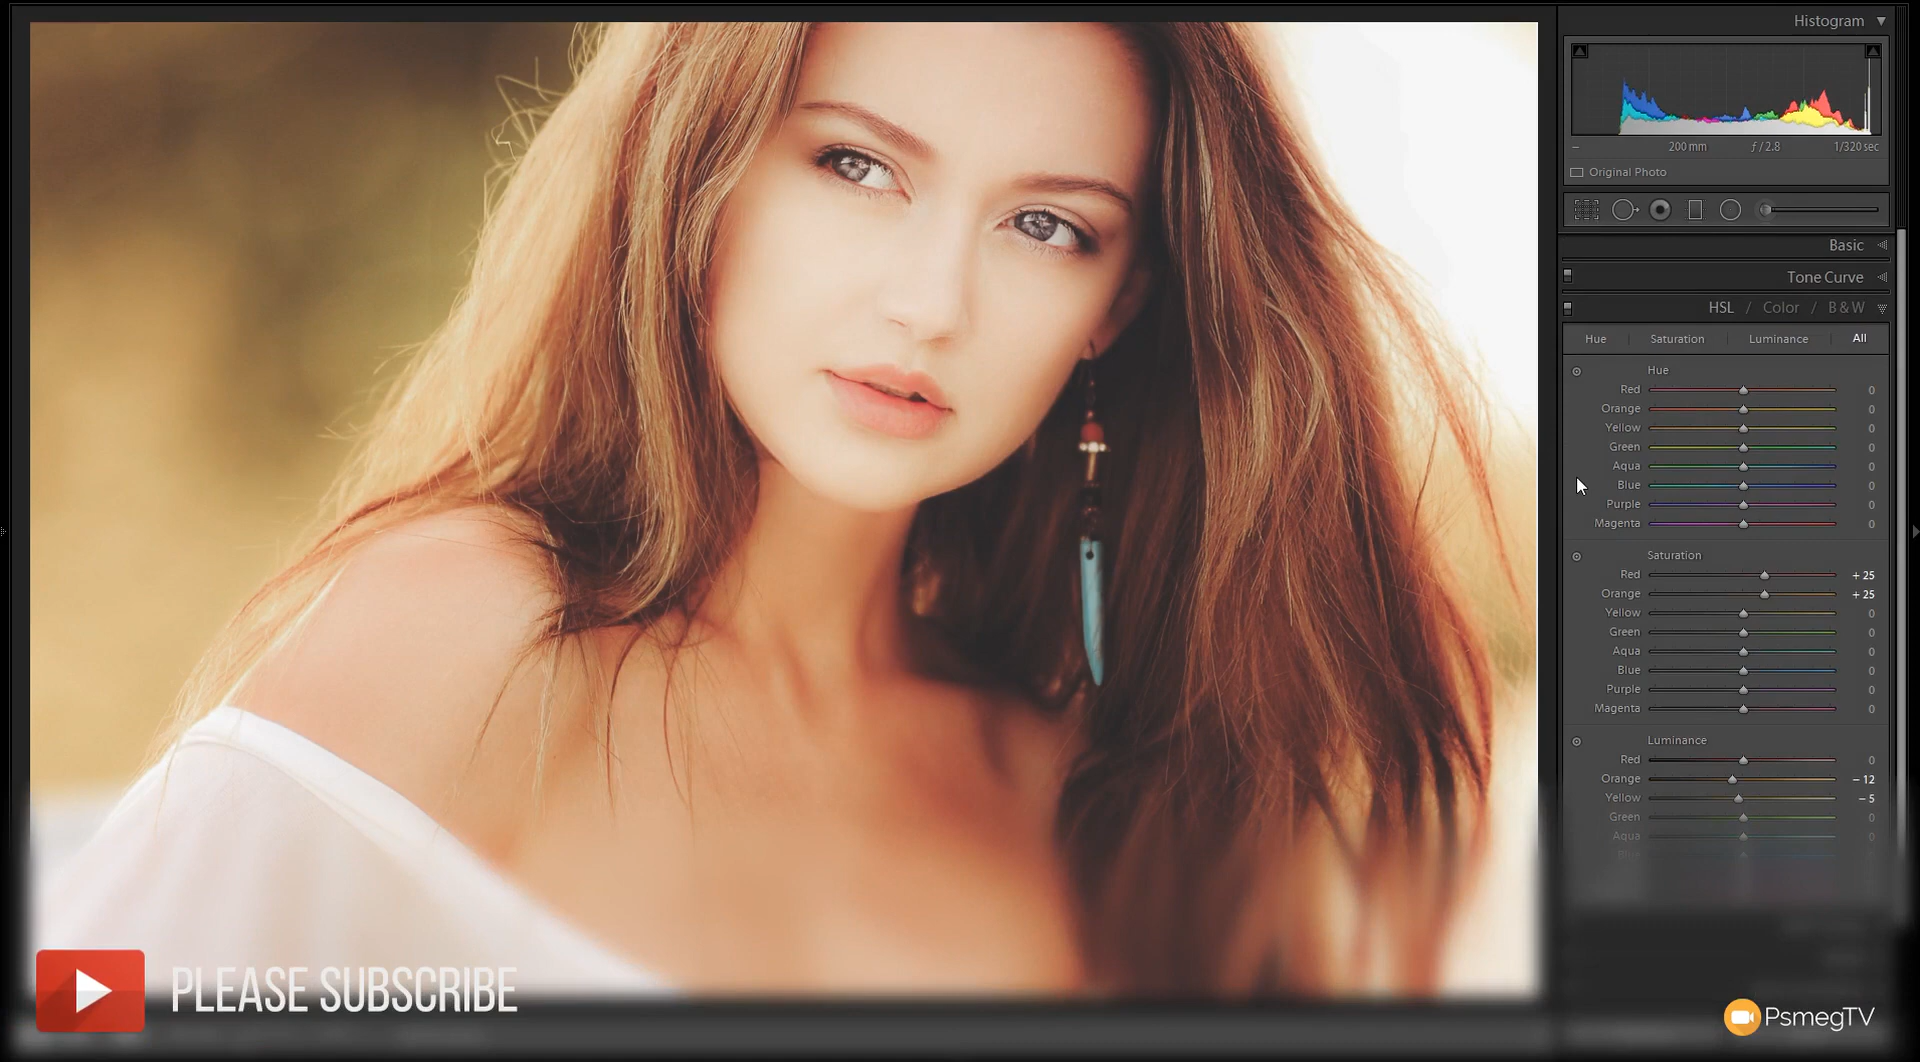 Histogram
200 mm f / 2.8 1/320 sec
Original Photo
Basic
Tone Curve
HSL / Color / B & W
Hue Saturation Luminance All
Hue
Red 0
Orange 0
Yellow 0
Green 0
Aqua 0
Blue 0
Purple 0
Magenta 0
Saturation
Red + 25
Orange + 25
Yellow 0
Green 0
Aqua 0
Blue 0
Purple 0
Magenta 0
Luminance
Red 0
Orange - 12
Yellow - 5
Green 0
Aqua 0
PLEASE SUBSCRIBE
PsmegTV